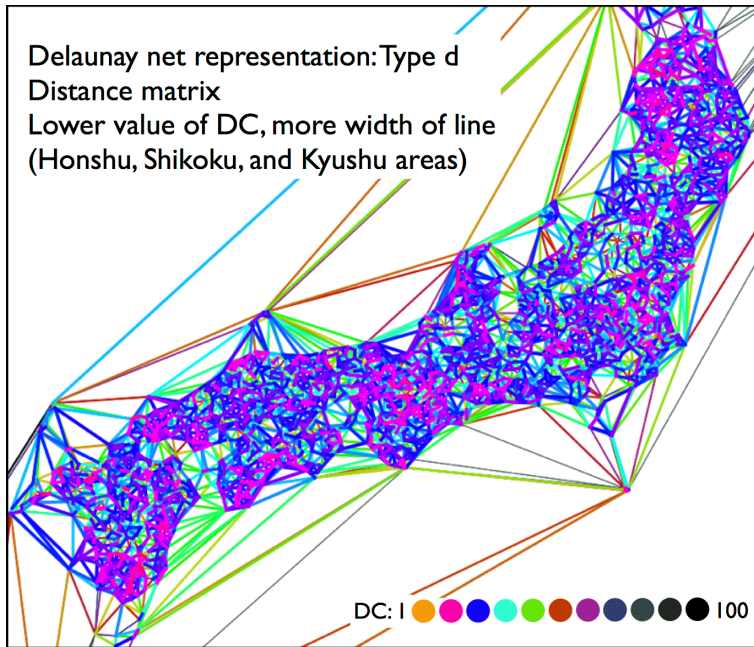 Delaunay net representation: Type d
Distance matrix
Lower value of DC, more width of line
(Honshu, Shikoku, and Kyushu areas)
DC: 1 100